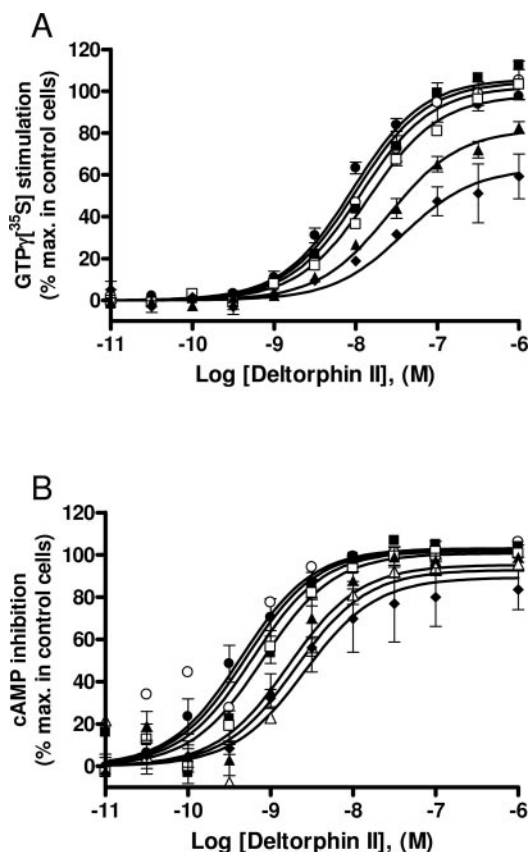 A
120
100
80
60
40
20
0
GTPγ[³⁵S] stimulation
(% max. in control cells)
-11 -10 -9 -8 -7 -6
Log [Deltorphin II], (M)
B
120
100
80
60
40
20
0
cAMP inhibition
(% max. in control cells)
-11 -10 -9 -8 -7 -6
Log [Deltorphin II], (M)